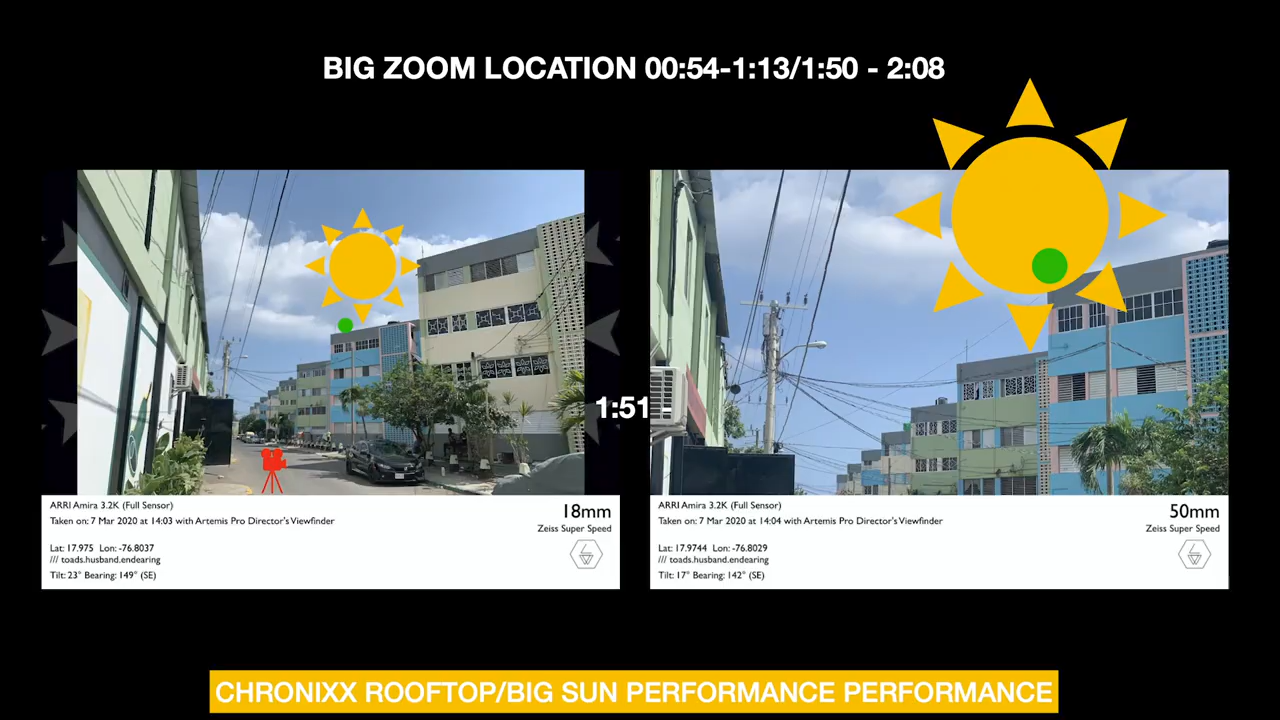 BIG ZOOM LOCATION 00:54-1:13/1:50 - 2:08
1:51 -
ARRI Amira 3.2K (Full Sensor)
Taken on: 7 Mar 2020 at 14:03 with Artemis Pro Director's Viewfinder
18mm
Zeiss Super Speed
Lat: 17.975 Lon: -76.8037
/// toads.husband.endearing
Tilt: 23° Bearing: 149° (SE)
ARRI Amira 3.2K (Full Sensor)
Taken on: 7 Mar 2020 at 14:04 with Artemis Pro Director's Viewfinder
50mm
Zeiss Super Speed
Lat: 17.9744 Lon: -76.8029
/// toads.husband.endearing
Tilt: 17° Bearing: 142° (SE)
CHRONIXX ROOFTOP/BIG SUN PERFORMANCE PERFORMANCE